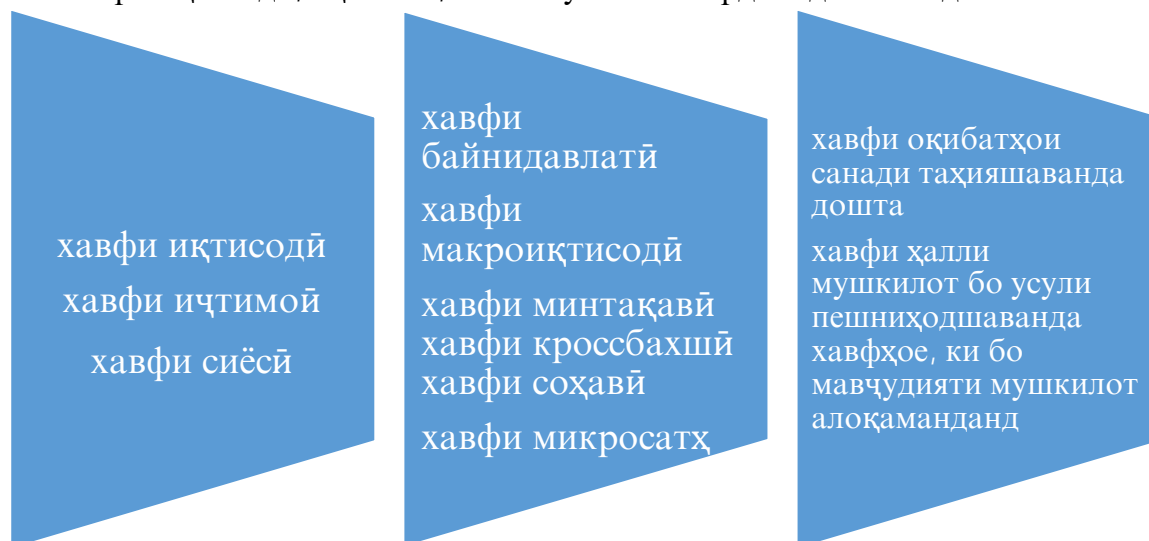 хавфи иқтисодӣ
хавфи иҷтимоӣ
хавфи сиёсӣ
хавфи
байнидавлатӣ
хавфи
макроиқтисодӣ
хавфи минтақавӣ
хавфи кроссбахшӣ
хавфи соҳавӣ
хавфи микросатҳ
хавфи оқибатҳои
санади таҳияшаванда
дошта
хавфи ҳалли
мушкилот бо усули
пешниҳодшаванда
хавфҳое, ки бо
мавҷудияти мушкилот
алоқаманданд